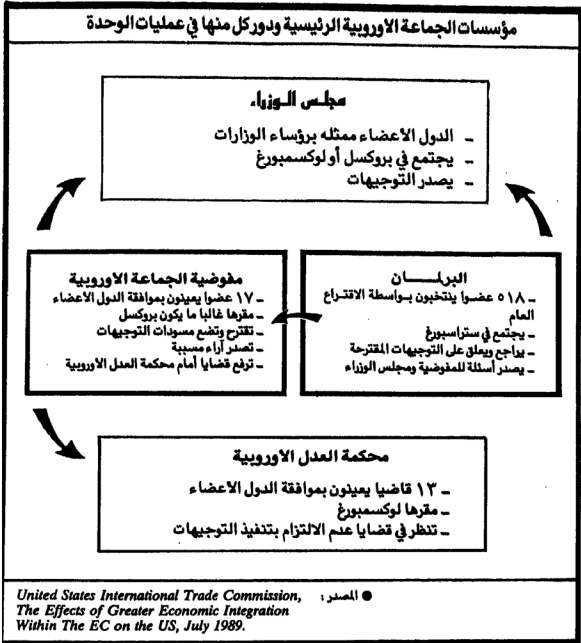 مؤسسات الجماعة الاوروبية الرئيسية ودور كل منها في عمليات الوحدة
مجلس الوزراء
ـ الدول الاعضاء ممثله برؤساء الوزارات
ـ يجتمع في بروكسل أو لوكسمبورغ
ـ يصدر التوجيهات
البرلمـــــان
ـ ٥١٨ عضوا ينتخبون بواسطة الاقتراع
العام
ـ يجتمع في ستراسبورغ
ـ يراجع ويعلق على التوجيهات المقترحة
ـ يصدر أسئلة للمفوضية ومجلس الوزراء
مفوضية الجماعة الاوروبية
ـ ١٧ عضوا يعينون بموافقة الدول الاعضاء
ـ مقرها غالبا ما يكون بروكسل
ـ تقترح وتضع مسودات التوجيهات
ـ تصدر آراء مسببة
ـ ترفع قضايا أمام محكمة العدل الاوروبية
محكمة العدل الاوروبية
ـ ١٣ قاضيا يعينون بموافقة الدول الاعضاء
ـ مقرها لوكسمبورغ
ـ تنظر في قضايا عدم الالتزام بتنفيذ التوجيهات
● المصدر: United States International Trade Commission,
The Effects of Greater Economic Integration
Within The EC on the US, July 1989.